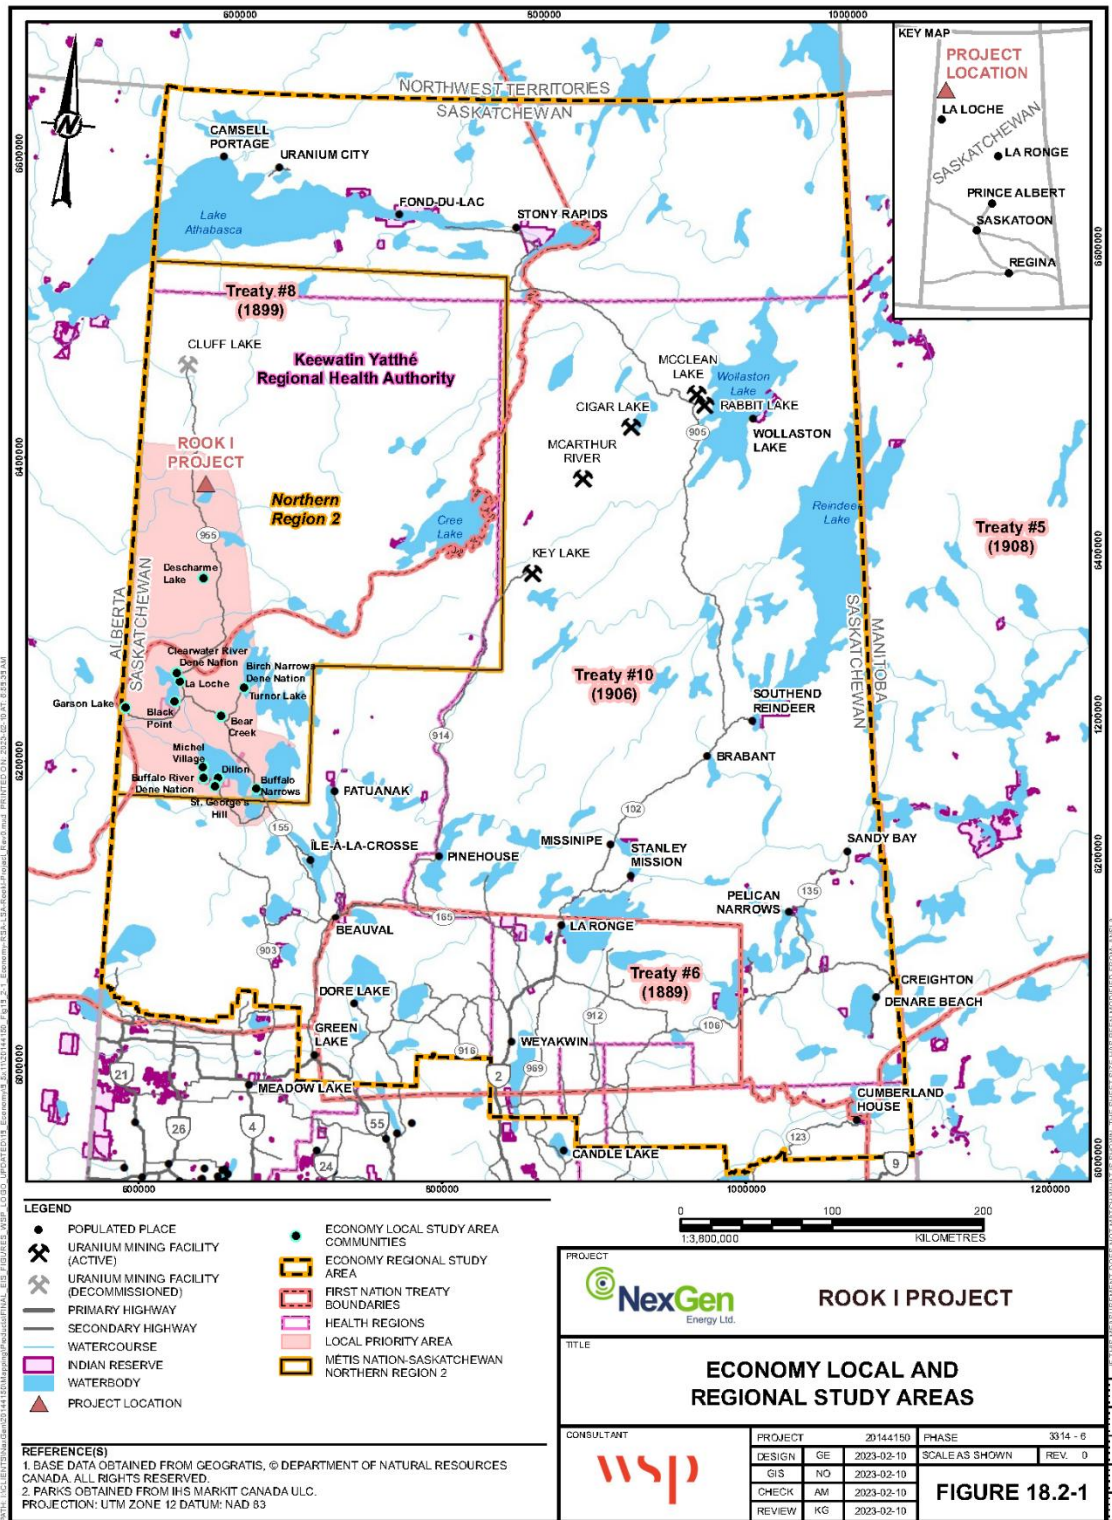 600000
800000
1000000
KEY MAP
PROJECT
LOCATION
LA LOCHE
SASKATCHEWAN
LA RONGE
PRINCE ALBERT
SASKATOON
REGINA
N
NORTHWEST TERRITORIES
SASKATCHEWAN
CAMSELL
PORTAGE
URANIUM CITY
6600000
6600000
FOND-DU-LAC
STONY RAPIDS
Lake
Athabasca
Treaty #8
(1899)
CLUFF LAKE
Keewatin Yatthé
Regional Health Authority
MCCLEAN
LAKE
Wollaston
Lake
RABBIT LAKE
CIGAR LAKE
WOLLASTON
LAKE
905
MCARTHUR
RIVER
6400000
ROOK I
PROJECT
Northern
Region 2
Cree
Lake
Reindeer
Lake
Treaty #5
(1908)
6400000
955
KEY LAKE
Descharme
Lake
ALBERTA
SASKATCHEWAN
SASKATCHEWAN
MANITOBA
Clearwater River
Dene Nation
Birch Narrows
Dene Nation
La Loche
Turnor Lake
Garson Lake
Black
Point
Bear
Creek
Treaty #10
(1906)
SOUTHEND
REINDEER
6200000
914
BRABANT
6200000
Michel
Village
Dillon
Buffalo River
Dene Nation
Buffalo
Narrows
St. George's
Hill
PATUANAK
155
102
ÎLE-À-LA-CROSSE
PINEHOUSE
MISSINIPE
STANLEY
MISSION
SANDY BAY
6200000
135
PELICAN
NARROWS
165
BEAUVAL
LA RONGE
903
Treaty #6
(1889)
CREIGHTON
DENARE BEACH
DORE LAKE
912
106
GREEN
LAKE
916
WEYAKWIN
6000000
21
2
969
MEADOW LAKE
CUMBERLAND
HOUSE
26
4
55
123
24
CANDLE LAKE
9
6000000
600000
800000
1000000
1200000
LEGEND
POPULATED PLACE
URANIUM MINING FACILITY
(ACTIVE)
URANIUM MINING FACILITY
(DECOMMISSIONED)
PRIMARY HIGHWAY
SECONDARY HIGHWAY
WATERCOURSE
INDIAN RESERVE
WATERBODY
PROJECT LOCATION
ECONOMY LOCAL STUDY AREA
COMMUNITIES
ECONOMY REGIONAL STUDY
AREA
FIRST NATION TREATY
BOUNDARIES
HEALTH REGIONS
LOCAL PRIORITY AREA
MÉTIS NATION-SASKATCHEWAN
NORTHERN REGION 2
0 100 200
1:3,600,000 KILOMETRES
REFERENCE(S)
1. BASE DATA OBTAINED FROM GEOGRATIS, © DEPARTMENT OF NATURAL RESOURCES
CANADA. ALL RIGHTS RESERVED.
2. PARKS OBTAINED FROM IHS MARKIT CANADA ULC.
PROJECTION: UTM ZONE 12 DATUM: NAD 83
PROJECT
NexGen
Energy Ltd.
ROOK I PROJECT
TITLE
ECONOMY LOCAL AND
REGIONAL STUDY AREAS
CONSULTANT
wsp
PROJECT 20144150 PHASE 3314 - 6
DESIGN GE 2023-02-10 SCALE AS SHOWN REV. 0
GIS NO 2023-02-10
CHECK AM 2023-02-10
REVIEW KG 2023-02-10
FIGURE 18.2-1